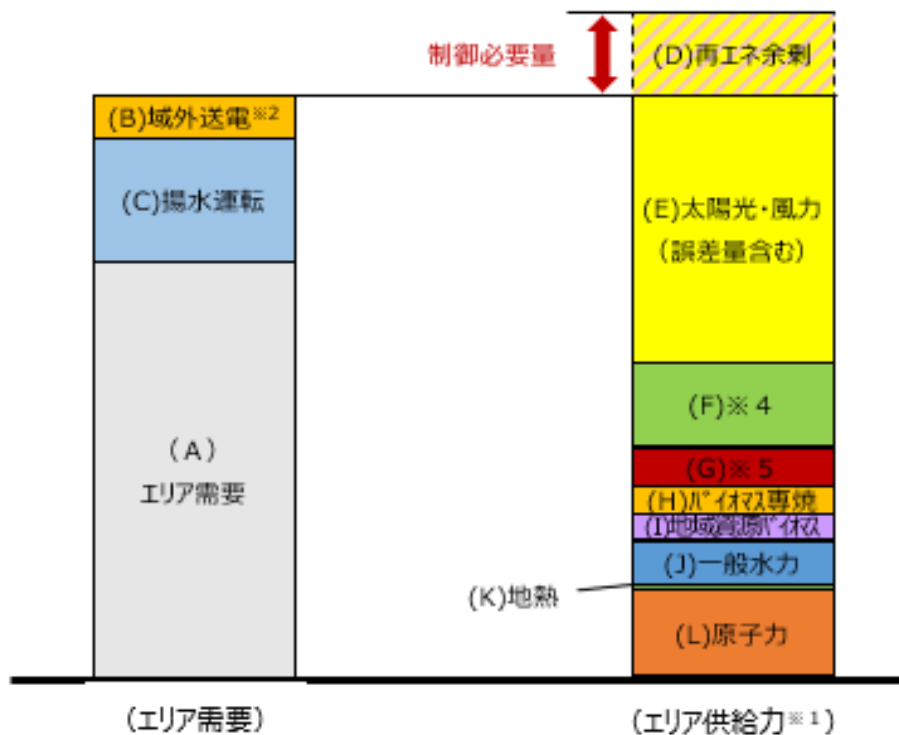 制御必要量
(D)再エネ余剰
(B)域外送電※2
(C)揚水運転
(E)太陽光・風力
（誤差量含む）
(F)※４
（A）
エリア需要
(G)※５
(H)ﾊﾞｲｵﾏｽ専焼
(I)地域資源ﾊﾞｲｵﾏｽ
(J)一般水力
(K)地熱
(L)原子力
（エリア需要）
（エリア供給力※１）